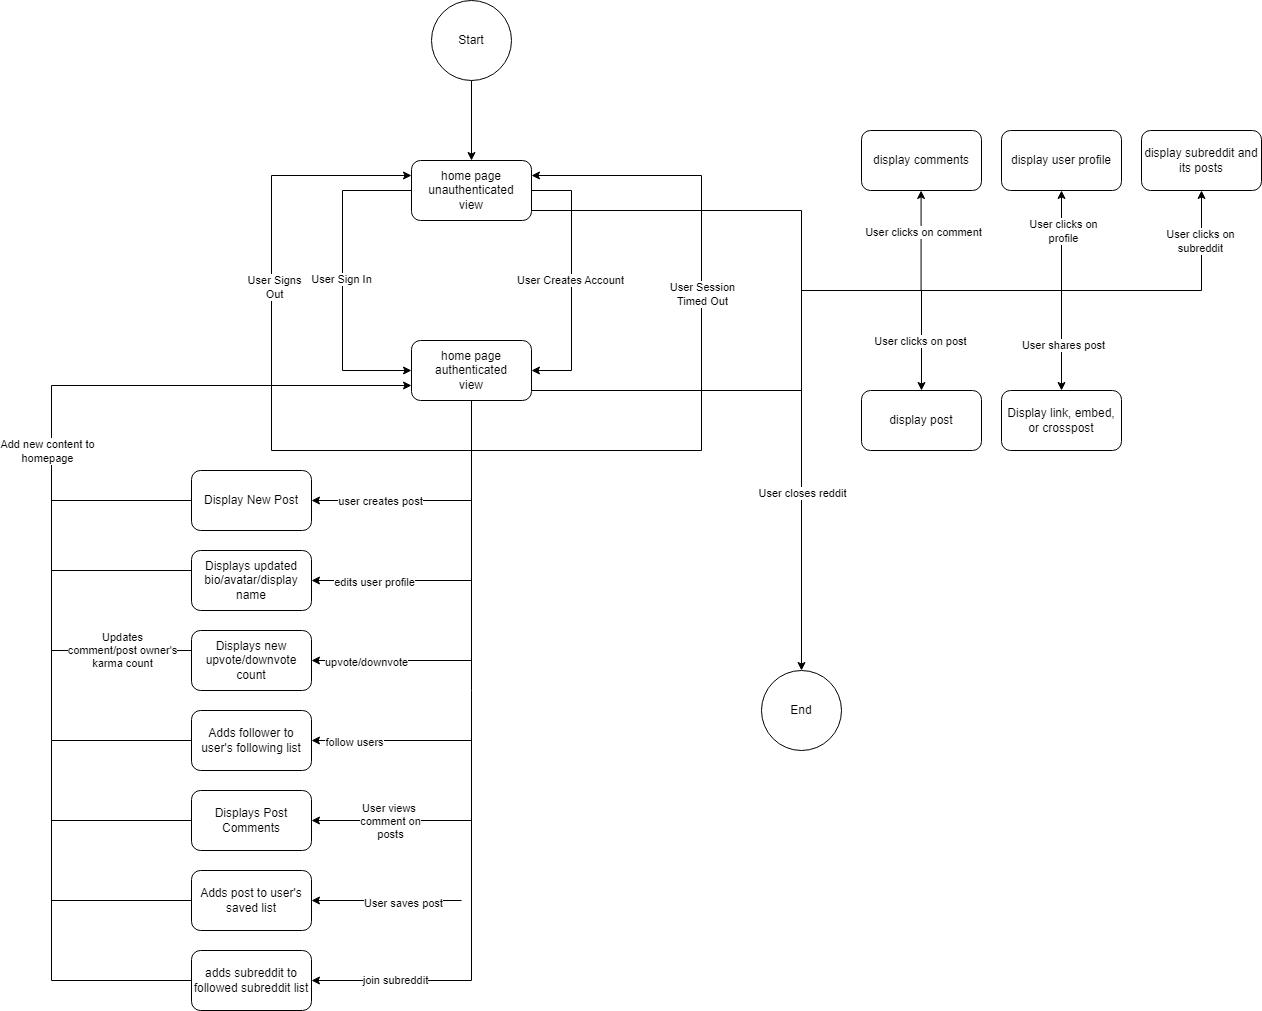 Start
home page
unauthenticated
view
display comments
display user profile
display subreddit and
its posts
User clicks on comment
User clicks on
profile
User clicks on
subreddit
User Signs
Out
User Sign In
User Creates Account
User Session
Timed Out
User clicks on post
User shares post
home page
authenticated
view
display post
Display link, embed,
or crosspost
Add new content to
homepage
Display New Post
user creates post
User closes reddit
Displays updated
bio/avatar/display
name
edits user profile
Updates
comment/post owner's
karma count
Displays new
upvote/downvote
count
upvote/downvote
End
Adds follower to
user's following list
follow users
Displays Post
Comments
User views
comment on
posts
Adds post to user's
saved list
User saves post
adds subreddit to
followed subreddit list
join subreddit